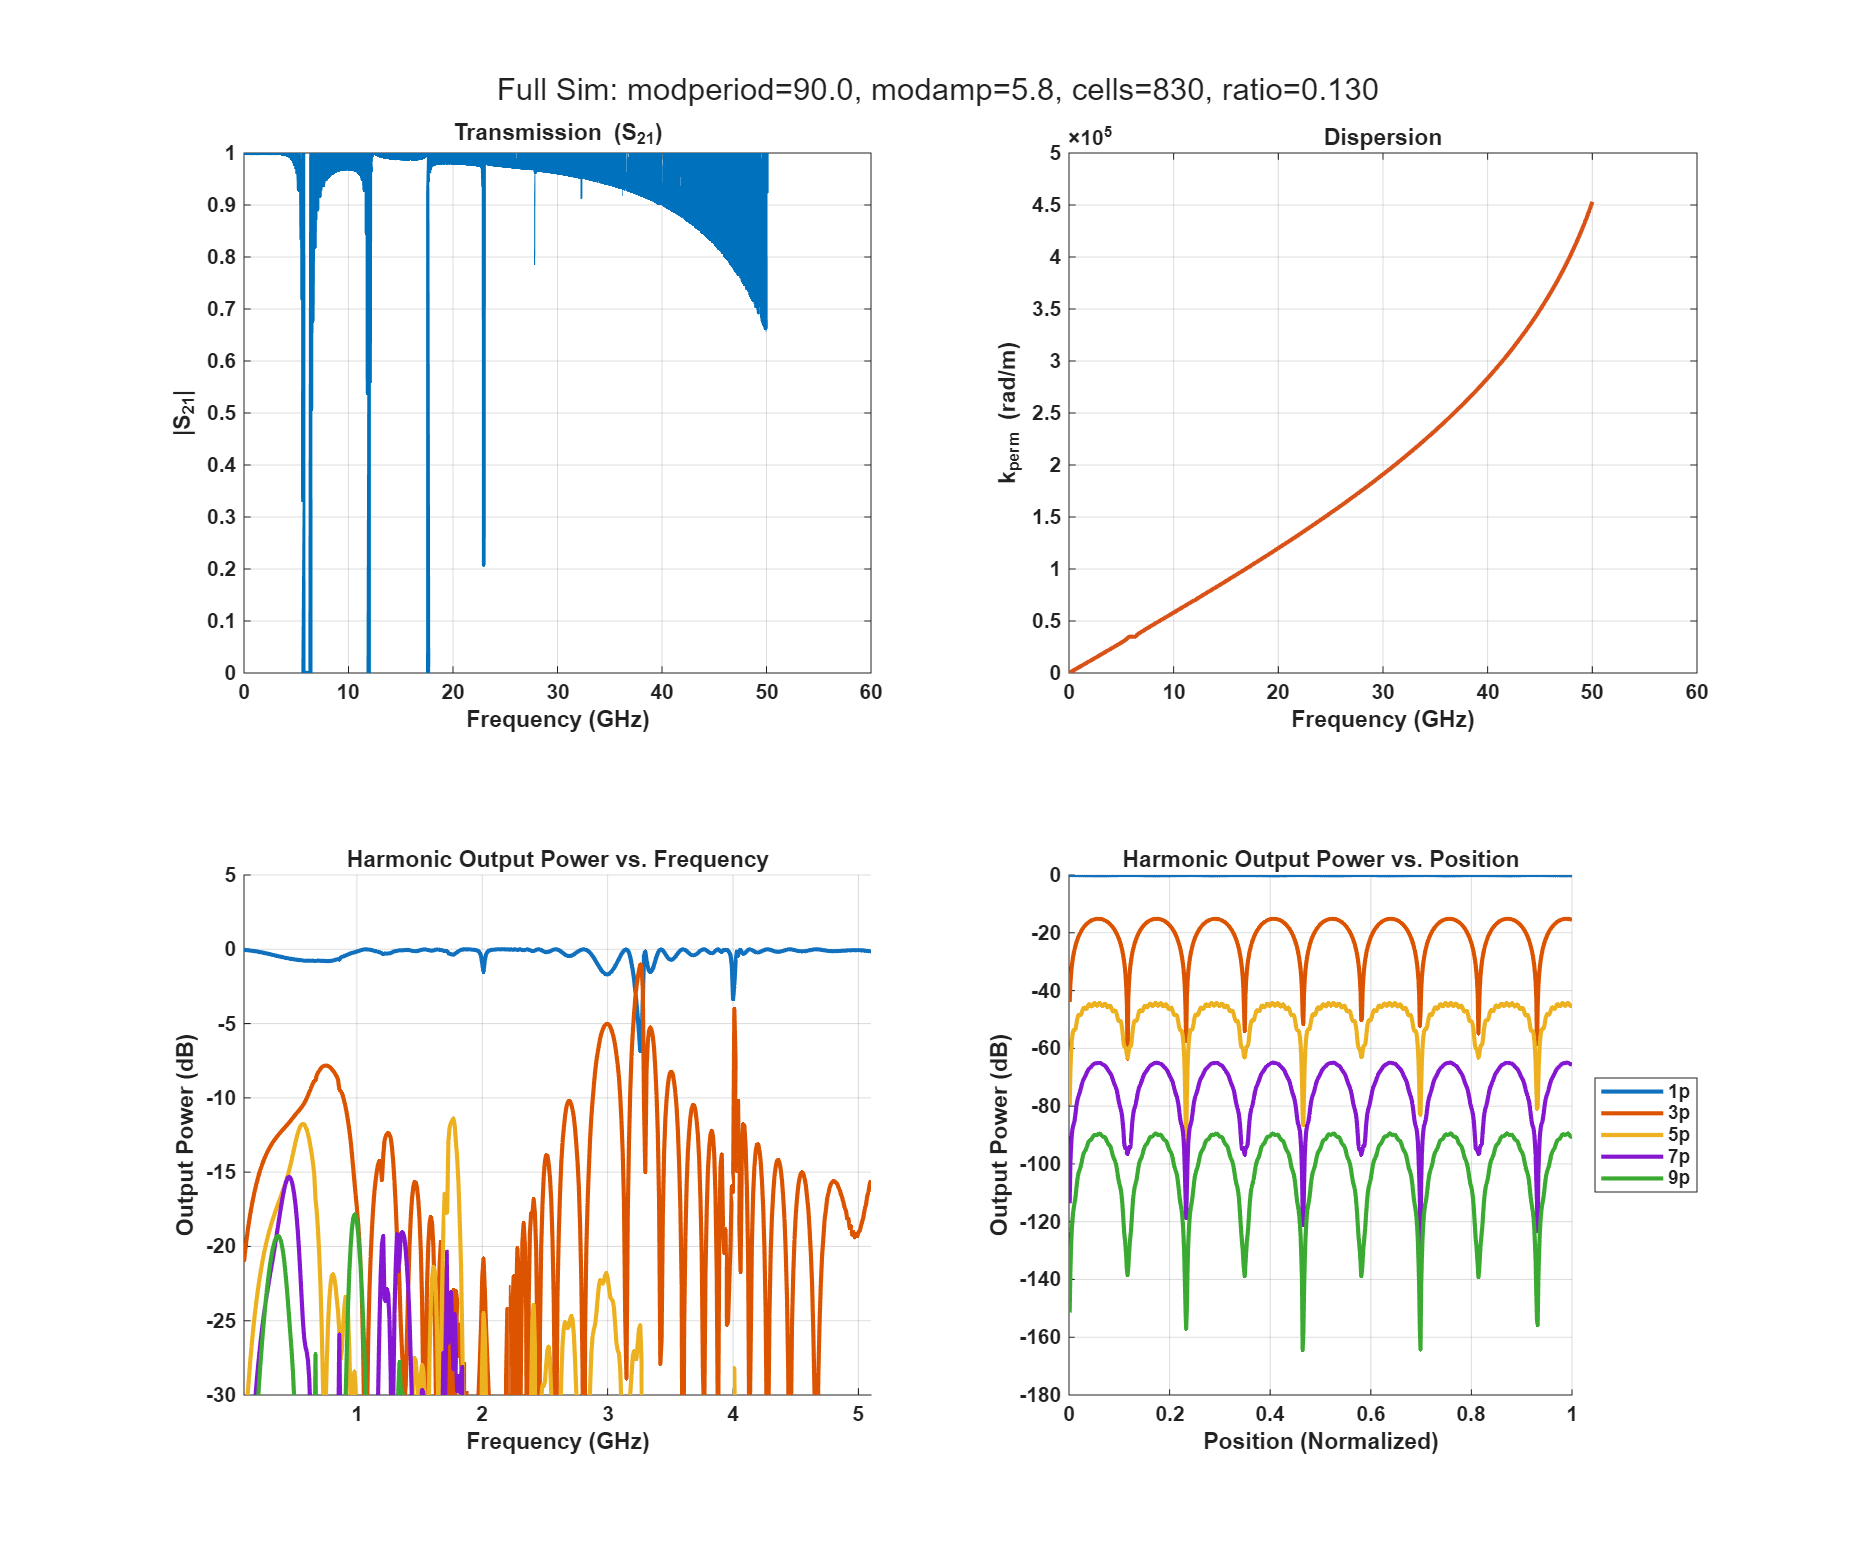 Full Sim: modperiod=90.0, modamp=5.8, cells=830, ratio=0.130
Transmission (S21)
1
0.9
0.8
0.7
0.6
0.5
0.4
0.3
0.2
0.1
0
|S21|
0 10 20 30 40 50 60
Frequency (GHz)
×10^5
Dispersion
5
4.5
4
3.5
3
2.5
2
1.5
1
0.5
0
kperm (rad/m)
0 10 20 30 40 50 60
Frequency (GHz)
Harmonic Output Power vs. Frequency
5
0
-5
-10
-15
-20
-25
-30
Output Power (dB)
1 2 3 4 5
Frequency (GHz)
Harmonic Output Power vs. Position
0
-20
-40
-60
-80
-100
-120
-140
-160
-180
Output Power (dB)
0 0.2 0.4 0.6 0.8 1
Position (Normalized)
1p
3p
5p
7p
9p